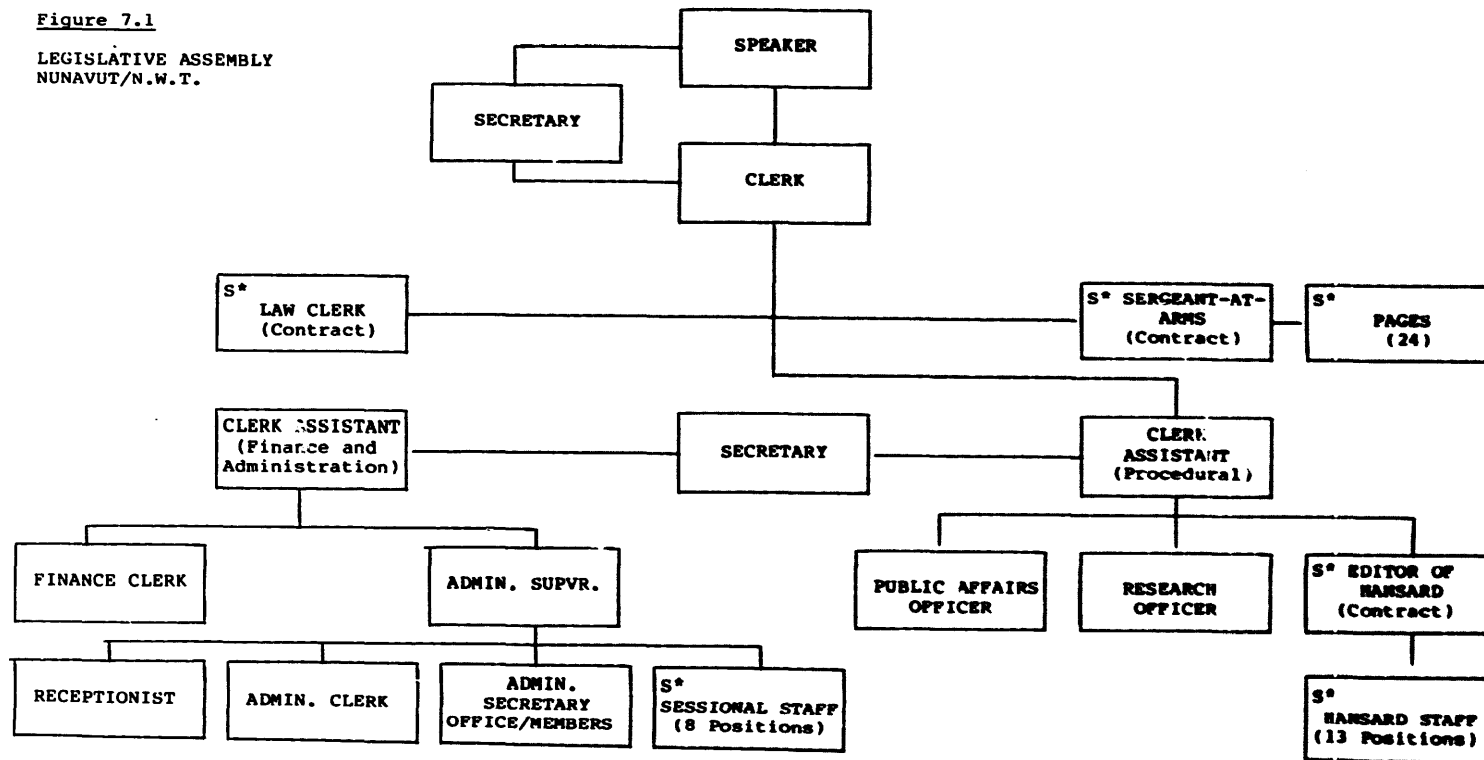 Figure 7.1
LEGISLATIVE ASSEMBLY
NUNAVUT/N.W.T.
SPEAKER
SECRETARY
CLERK
S*
LAW CLERK
(Contract)
S* SERGEANT-AT-
ARMS
(Contract)
S*
PAGES
(24)
CLERK ASSISTANT
(Finance and
Administration)
SECRETARY
CLERK
ASSISTANT
(Procedural)
FINANCE CLERK
ADMIN. SUPVR.
PUBLIC AFFAIRS
OFFICER
RESEARCH
OFFICER
S* EDITOR OF
HANSARD
(Contract)
RECEPTIONIST
ADMIN. CLERK
ADMIN.
SECRETARY
OFFICE/MEMBERS
S*
SESSIONAL STAFF
(8 Positions)
S*
HANSARD STAFF
(13 Positions)